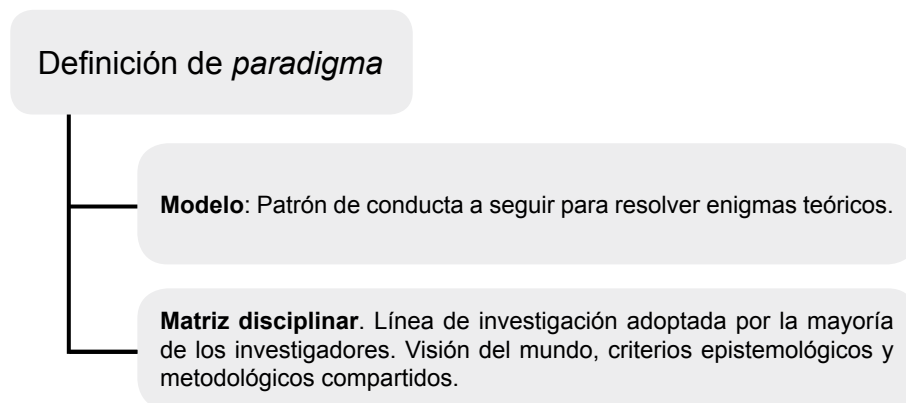 Definición de paradigma
Modelo: Patrón de conducta a seguir para resolver enigmas teóricos.
Matriz disciplinar. Línea de investigación adoptada por la mayoría
de los investigadores. Visión del mundo, criterios epistemológicos y
metodológicos compartidos.